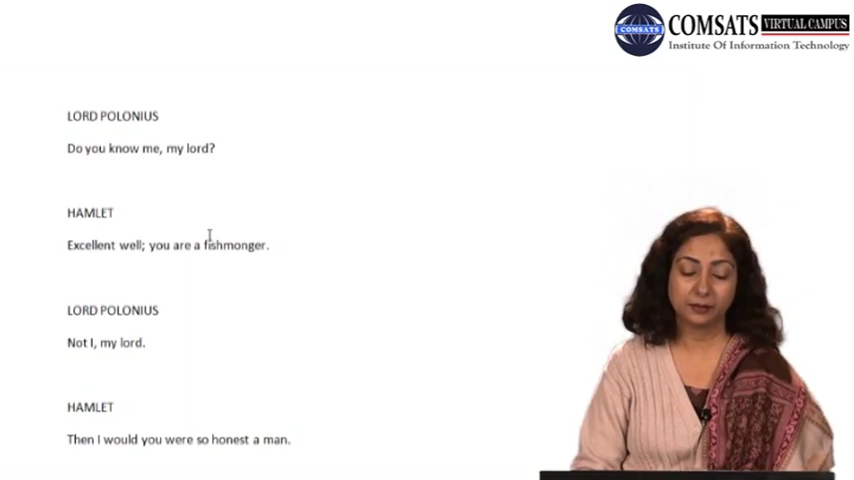 COMSATS VIRTUAL CAMPUS
COMSATS
Institute Of Information Technology
LORD POLONIUS
Do you know me, my lord?
HAMLET
Excellent well; you are a fishmonger.
LORD POLONIUS
Not I, my lord.
HAMLET
Then I would you were so honest a man.